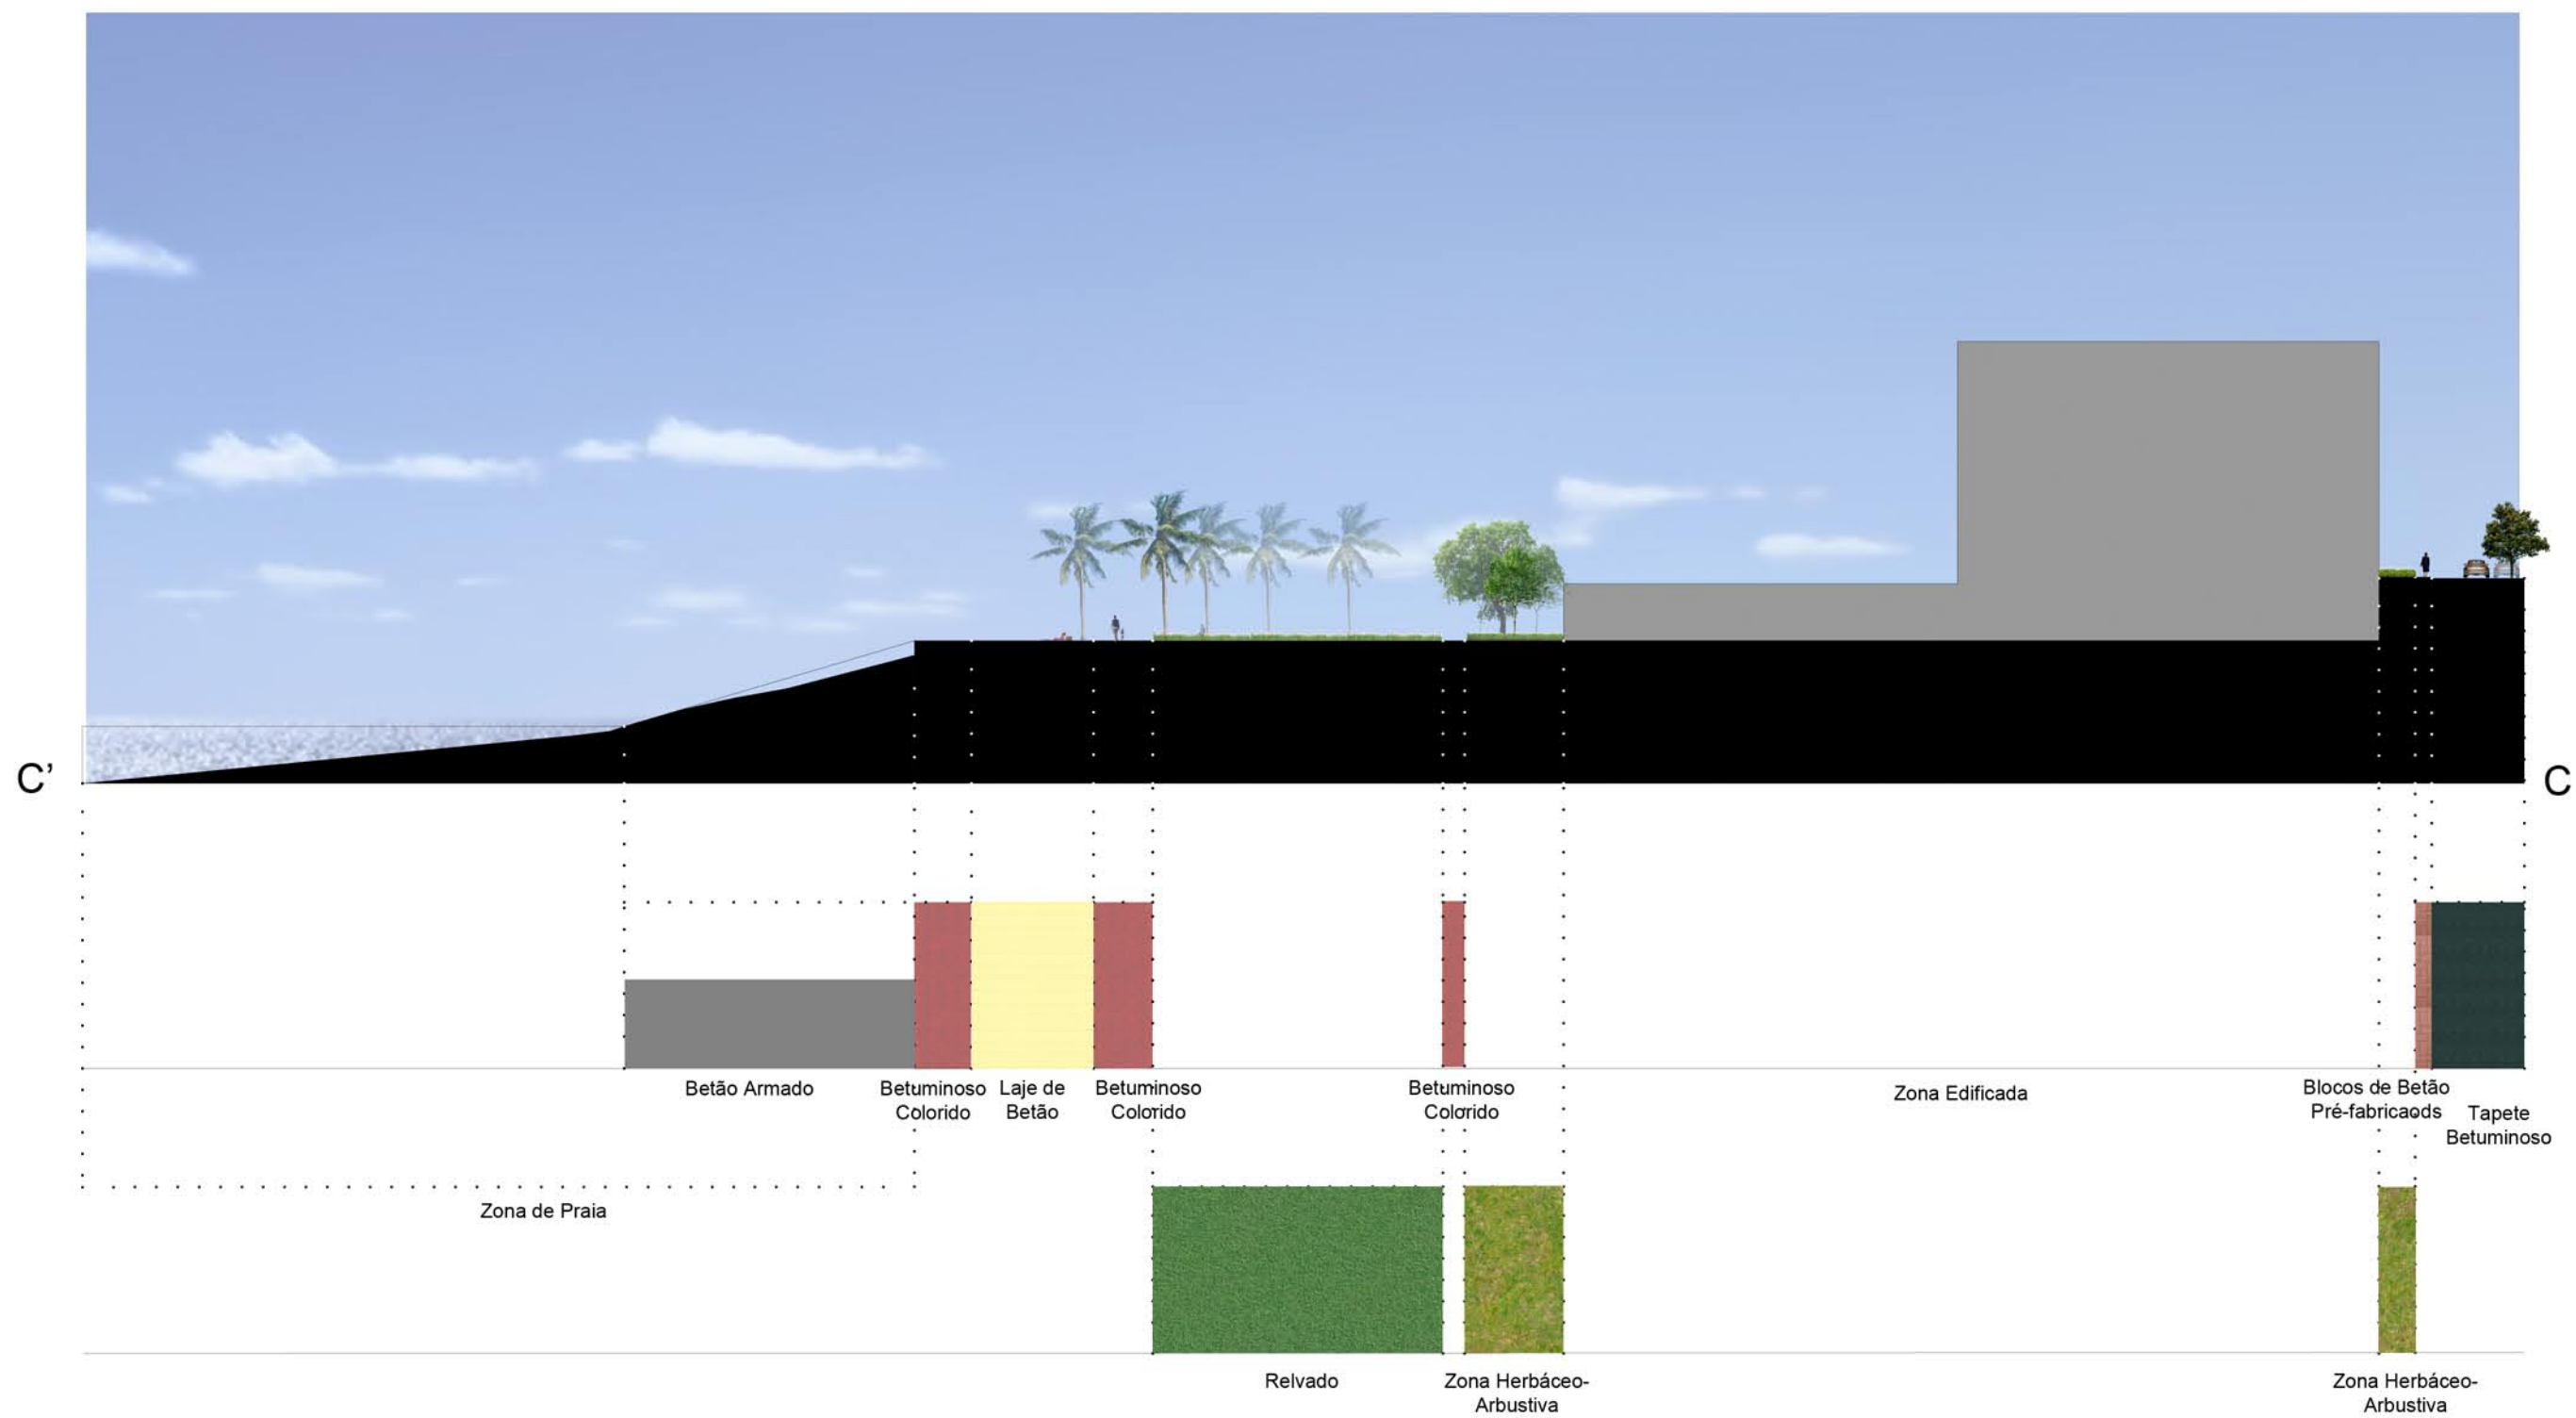 C’
C
Betão Armado
Betuminoso
Colorido
Laje de
Betão
Betuminoso
Colorido
Betuminoso
Colorido
Zona Edificada
Blocos de Betão
Pré-fabricaods
Tapete
Betuminoso
Zona de Praia
Relvado
Zona Herbáceo-
Arbustiva
Zona Herbáceo-
Arbustiva